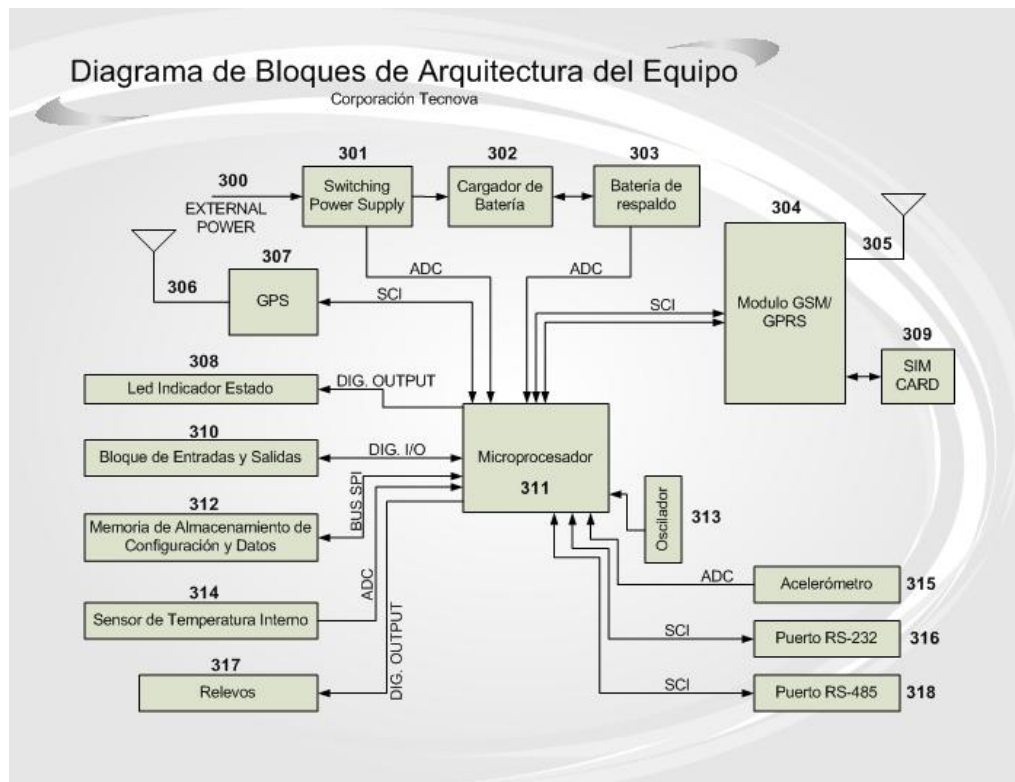 Diagrama de Bloques de Arquitectura del Equipo
Corporación Tecnova
301
302
303
300
Switching
Power Supply
Cargador de
Batería
Batería de
respaldo
304
EXTERNAL
POWER
305
307
ADC
ADC
306
GPS
SCI
SCI
Modulo GSM/
GPRS
309
308
SIM
CARD
Led Indicador Estado
DIG. OUTPUT
310
Bloque de Entradas y Salidas
DIG. I/O
Microprocesador
311
312
BUS SPI
Memoria de Almacenamiento de
Configuración y Datos
Oscilador
313
314
ADC
ADC
Acelerómetro
315
Sensor de Temperatura Interno
SCI
Puerto RS-232
316
317
DIG. OUTPUT
Relevos
SCI
Puerto RS-485
318